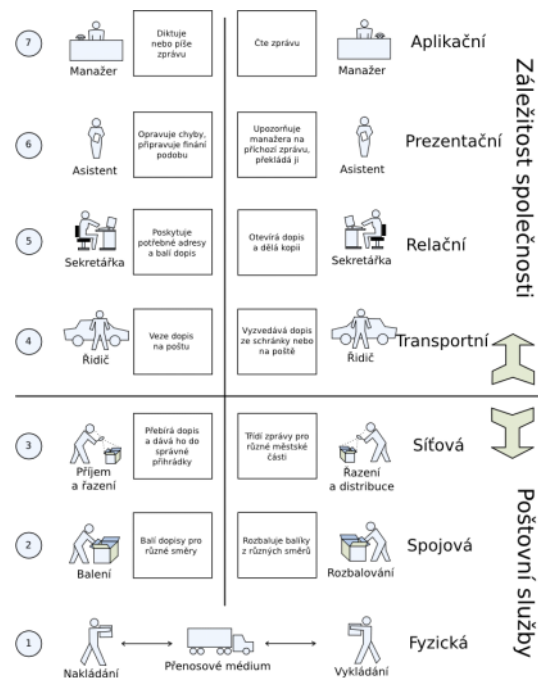 7
Manažer
Diktuje
nebo píše
zprávu
Čte zprávu
Manažer
Aplikační
6
Asistent
Opravuje chyby,
připravuje finání
podobu
Upozorňuje
manažera na
příchozí zprávu,
překládá ji
Asistent
Prezentační
5
Sekretářka
Poskytuje
potřebné adresy
a balí dopis
Otevírá dopis
a dělá kopii
Sekretářka
Relační
4
Řidič
Veze dopis
na poštu
Vyzvedává dopis
ze schránky nebo
na poště
Řidič
Transportní
Záležitost společnosti
3
Příjem
a řazení
Přebírá dopis
a dává ho do
správné
přihrádky
Třídí zprávy pro
různé městské
části
Řazení
a distribuce
Síťová
2
Balení
Balí dopisy pro
různé směry
Rozbaluje balíky
z různých směrů
Rozbalování
Spojová
1
Nakládání
Přenosové médium
Vykládání
Fyzická
Poštovní služby